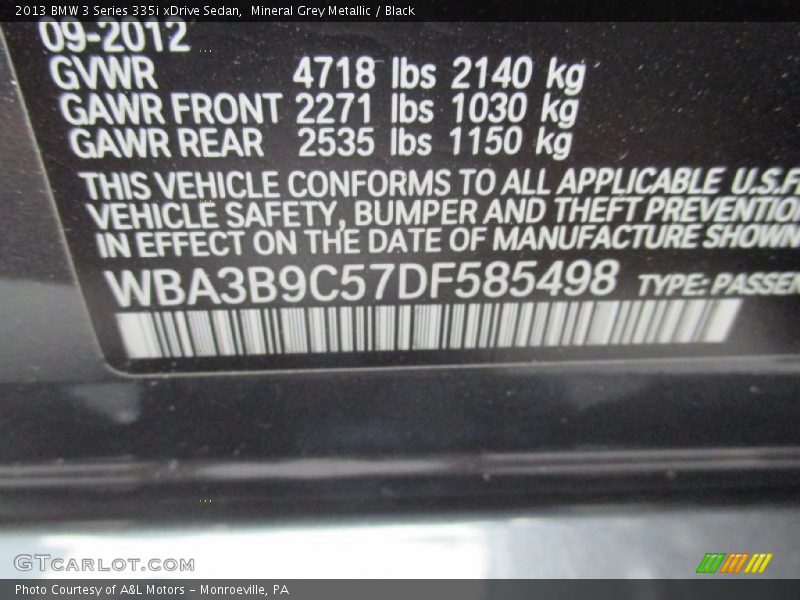 2013 BMW 3 Series 335i xDrive Sedan, Mineral Grey Metallic / Black
09-2012
GVWR 4718 lbs 2140 kg
GAWR FRONT 2271 lbs 1030 kg
GAWR REAR 2535 lbs 1150 kg
THIS VEHICLE CONFORMS TO ALL APPLICABLE U.S.F
VEHICLE SAFETY, BUMPER AND THEFT PREVENTION
IN EFFECT ON THE DATE OF MANUFACTURE SHOWN
WBA3B9C57DF585498 TYPE: PASSEN
GTCARLOT.COM
Photo Courtesy of A&L Motors - Monroeville, PA